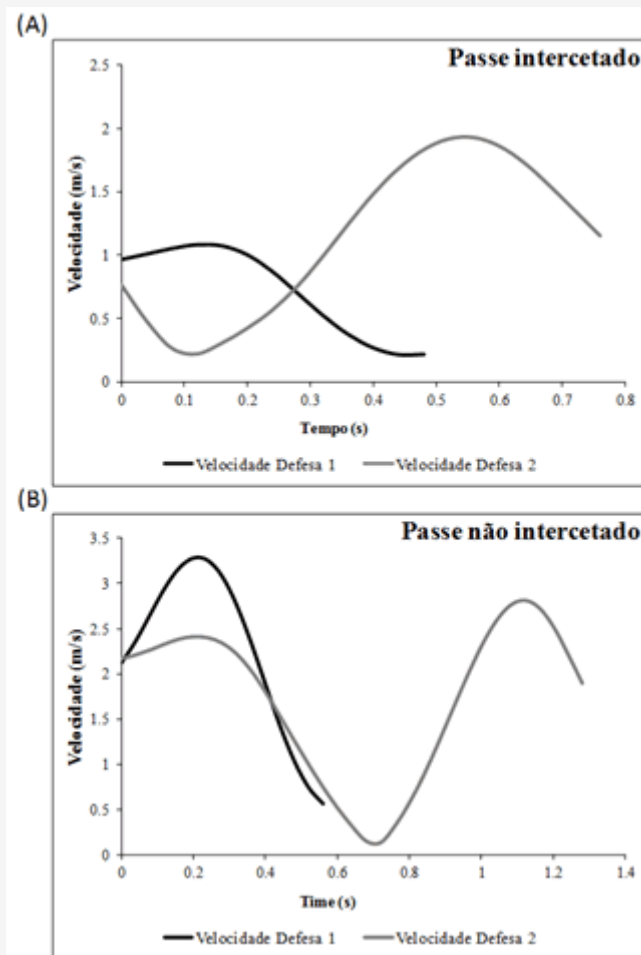 (A)
Passe intercetado
2.5
2
1.5
1
0.5
0
Velocidade (m/s)
0 0.1 0.2 0.3 0.4 0.5 0.6 0.7 0.8
Tempo (s)
Velocidade Defesa 1 Velocidade Defesa 2
(B)
Passe não intercetado
3.5
3
2.5
2
1.5
1
0.5
0
Velocidade (m/s)
0 0.2 0.4 0.6 0.8 1 1.2 1.4
Time (s)
Velocidade Defesa 1 Velocidade Defesa 2